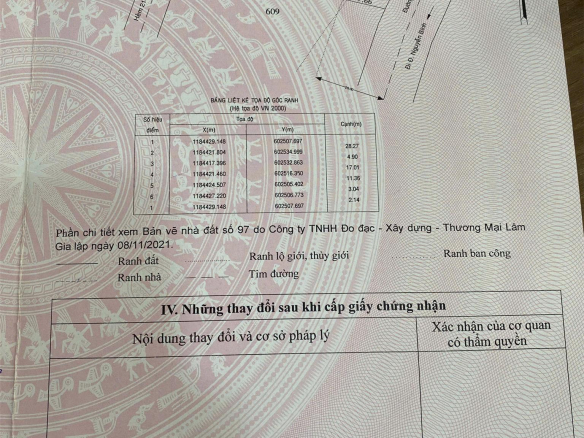 609
Hẻm 21
Đi Đ. Nguyễn Bình
BẢNG LIỆT KÊ TỌA ĐỘ GÓC RANH
(Hệ tọa độ VN 2000)
Số hiệu điểm Tọa độ Cạnh(m)
X(m) Y(m)
1 1184429.148 602507.697
28.27
2 1184421.804 602534.999
4.90
3 1184417.396 602532.863
17.01
4 1184421.460 602516.350
11.36
5 1184424.507 602505.402
3.04
6 1184427.220 602506.773
2.14
1 1184429.148 602507.697
Phần chi tiết xem Bản vẽ nhà đất số 97 do Công ty TNHH Đo đạc - Xây dựng - Thương Mại Lâm
Gia lập ngày 08/11/2021.
Ranh đất Ranh lộ giới, thủy giới Ranh ban công
Ranh nhà Tim đường
IV. Những thay đổi sau khi cấp giấy chứng nhận
Nội dung thay đổi và cơ sở pháp lý
Xác nhận của cơ quan
có thẩm quyền